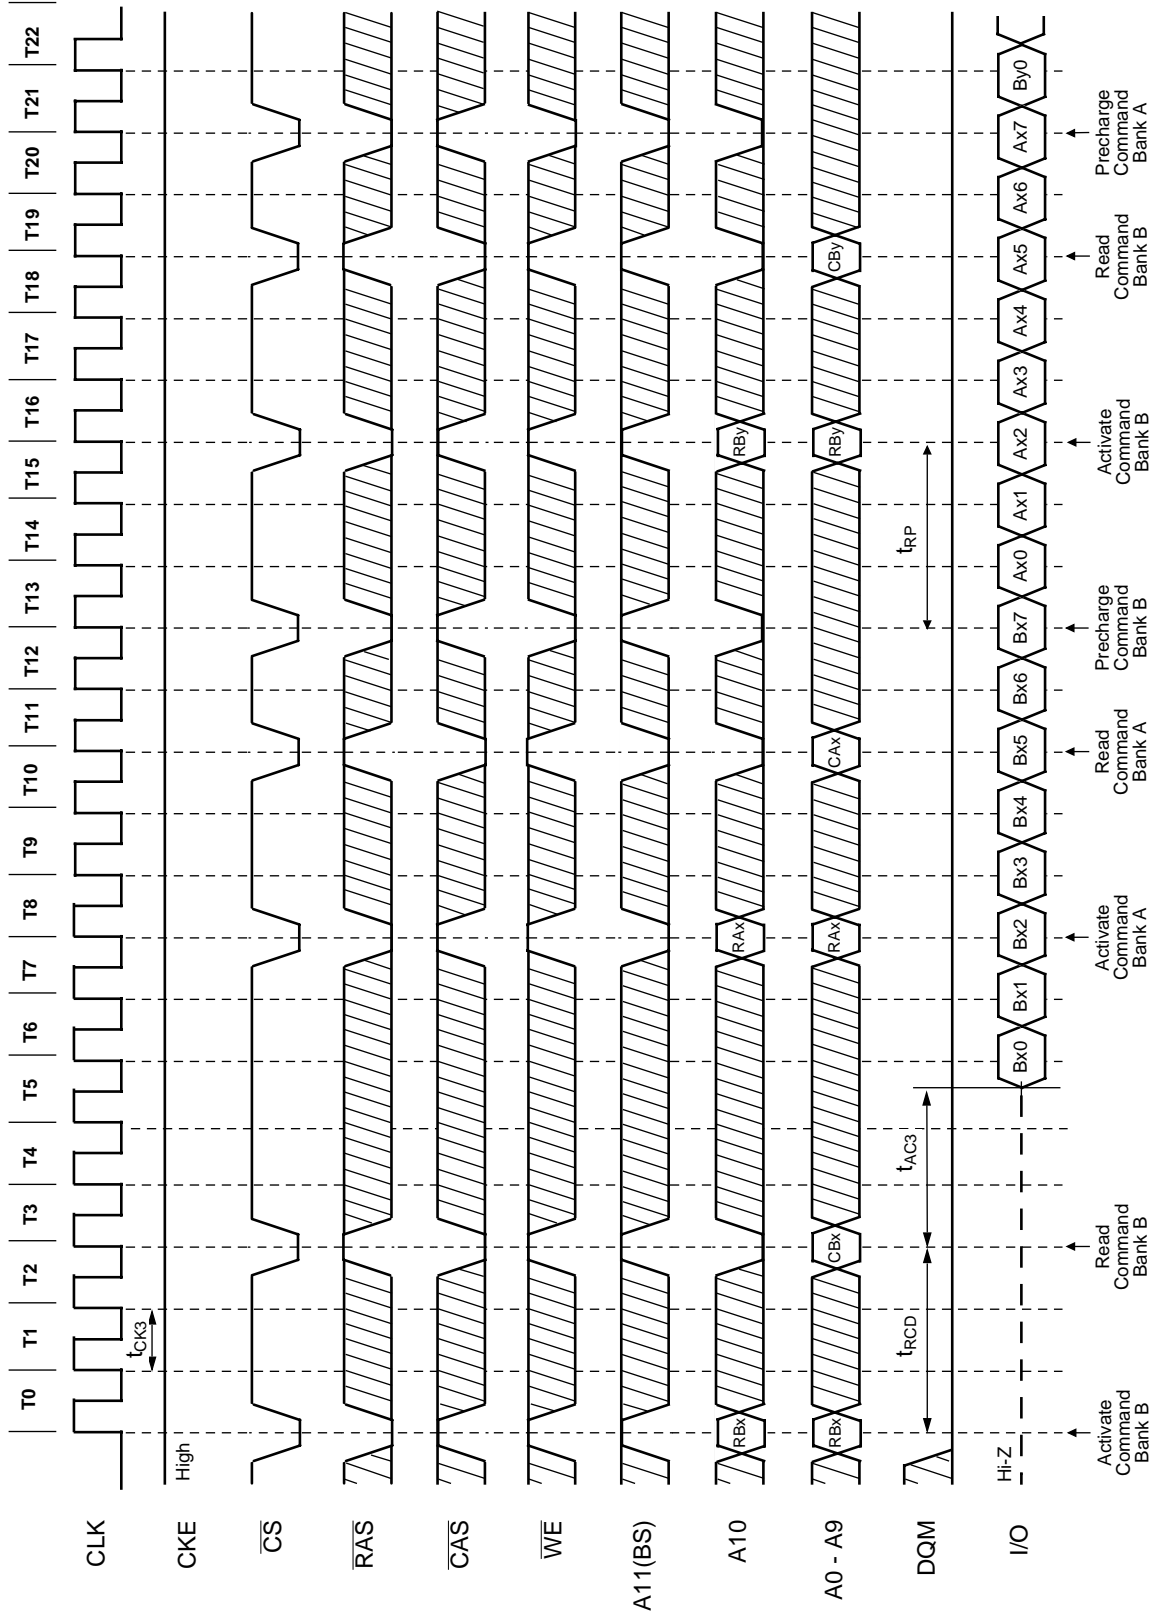 T0 T1 T2 T3 T4 T5 T6 T7 T8 T9 T10 T11 T12 T13 T14 T15 T16 T17 T18 T19 T20 T21 T22
CLK
tCK3
CKE
High
CS
RAS
CAS
WE
A11(BS)
A10
RBx RAx RBy
A0 - A9
RBx CBx RAx CAx RBy CBy
DQM
tRCD tAC3 tRP
I/O
Hi-Z
Bx0 Bx1 Bx2 Bx3 Bx4 Bx5 Bx6 Bx7 Ax0 Ax1 Ax2 Ax3 Ax4 Ax5 Ax6 Ax7 By0
Activate
Command
Bank B
Read
Command
Bank B
Activate
Command
Bank A
Read
Command
Bank A
Precharge
Command
Bank B
Activate
Command
Bank B
Read
Command
Bank B
Precharge
Command
Bank A